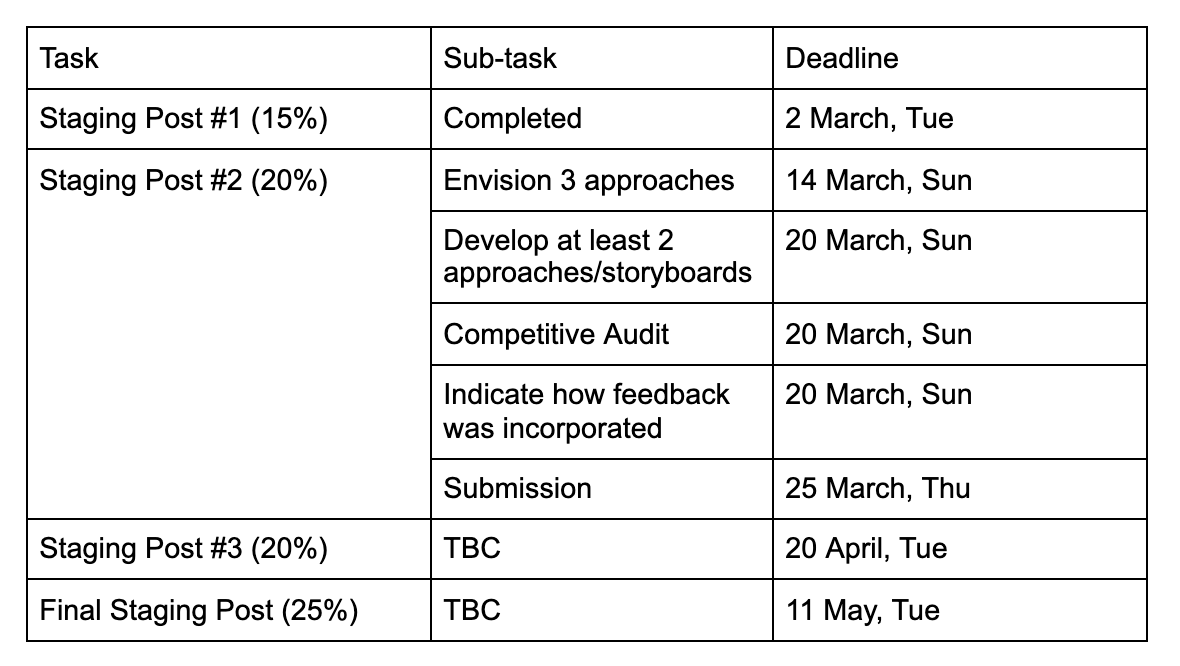 Task Sub-task Deadline
Staging Post #1 (15%) Completed 2 March, Tue
Staging Post #2 (20%) Envision 3 approaches 14 March, Sun
Develop at least 2 20 March, Sun
approaches/storyboards
Competitive Audit 20 March, Sun
Indicate how feedback 20 March, Sun
was incorporated
Submission 25 March, Thu
Staging Post #3 (20%) TBC 20 April, Tue
Final Staging Post (25%) TBC 11 May, Tue